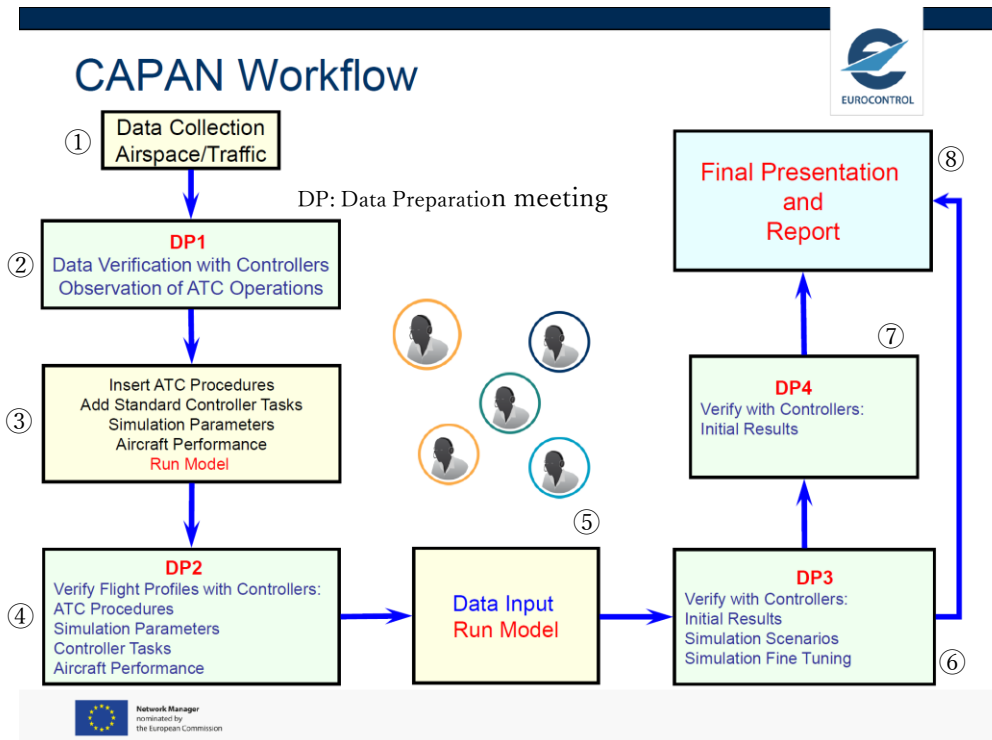 EUROCONTROL
CAPAN Workflow
①
Data Collection
Airspace/Traffic
DP: Data Preparation meeting
②
DP1
Data Verification with Controllers
Observation of ATC Operations
③
Insert ATC Procedures
Add Standard Controller Tasks
Simulation Parameters
Aircraft Performance
Run Model
④
DP2
Verify Flight Profiles with Controllers:
ATC Procedures
Simulation Parameters
Controller Tasks
Aircraft Performance
⑤
Data Input
Run Model
⑥
DP3
Verify with Controllers:
Initial Results
Simulation Scenarios
Simulation Fine Tuning
⑦
DP4
Verify with Controllers:
Initial Results
⑧
Final Presentation
and
Report
Network Manager
nominated by
the European Commission